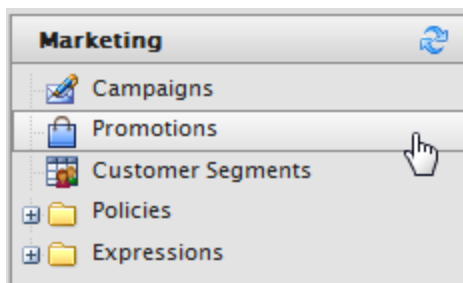 Marketing
Campaigns
Promotions
Customer Segments
Policies
Expressions